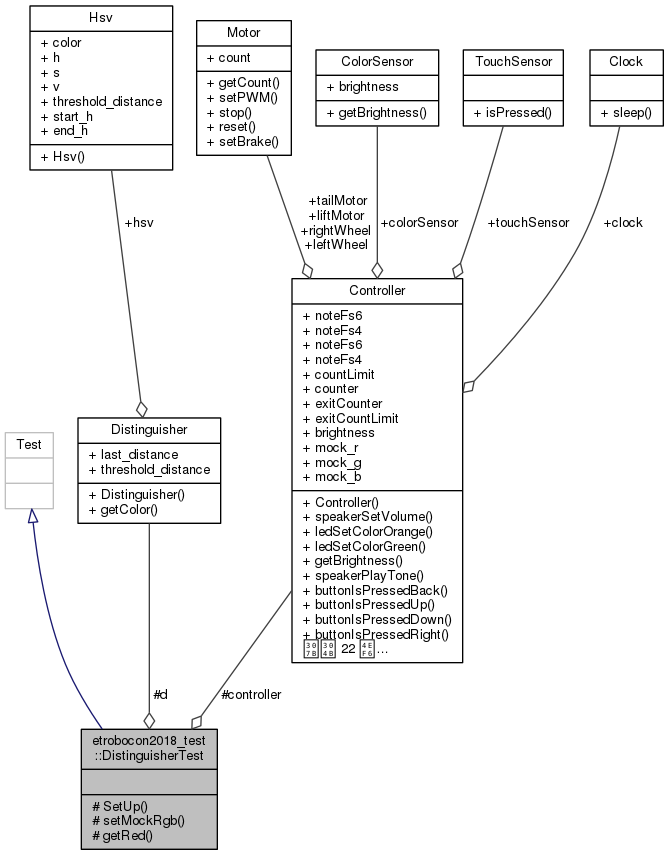 Hsv
+ color
+ h
+ s
+ v
+ threshold_distance
+ start_h
+ end_h
+ Hsv()
Motor
+ count
+ getCount()
+ setPWM()
+ stop()
+ reset()
+ setBrake()
ColorSensor
+ brightness
+ getBrightness()
TouchSensor
+ isPressed()
Clock
+ sleep()
+hsv
+tailMotor
+liftMotor
+rightWheel
+leftWheel
+colorSensor
+touchSensor
+clock
Controller
+ noteFs6
+ noteFs4
+ noteFs6
+ noteFs4
+ countLimit
+ counter
+ exitCounter
+ exitCountLimit
+ brightness
+ mock_r
+ mock_g
+ mock_b
+ Controller()
+ speakerSetVolume()
+ ledSetColorOrange()
+ ledSetColorGreen()
+ getBrightness()
+ speakerPlayTone()
+ buttonIsPressedBack()
+ buttonIsPressedUp()
+ buttonIsPressedDown()
+ buttonIsPressedRight()
22 ...
Distinguisher
+ last_distance
+ threshold_distance
+ Distinguisher()
+ getColor()
Test
#d
#controller
etrobocon2018_test
::DistinguisherTest
# SetUp()
# setMockRgb()
# getRed()